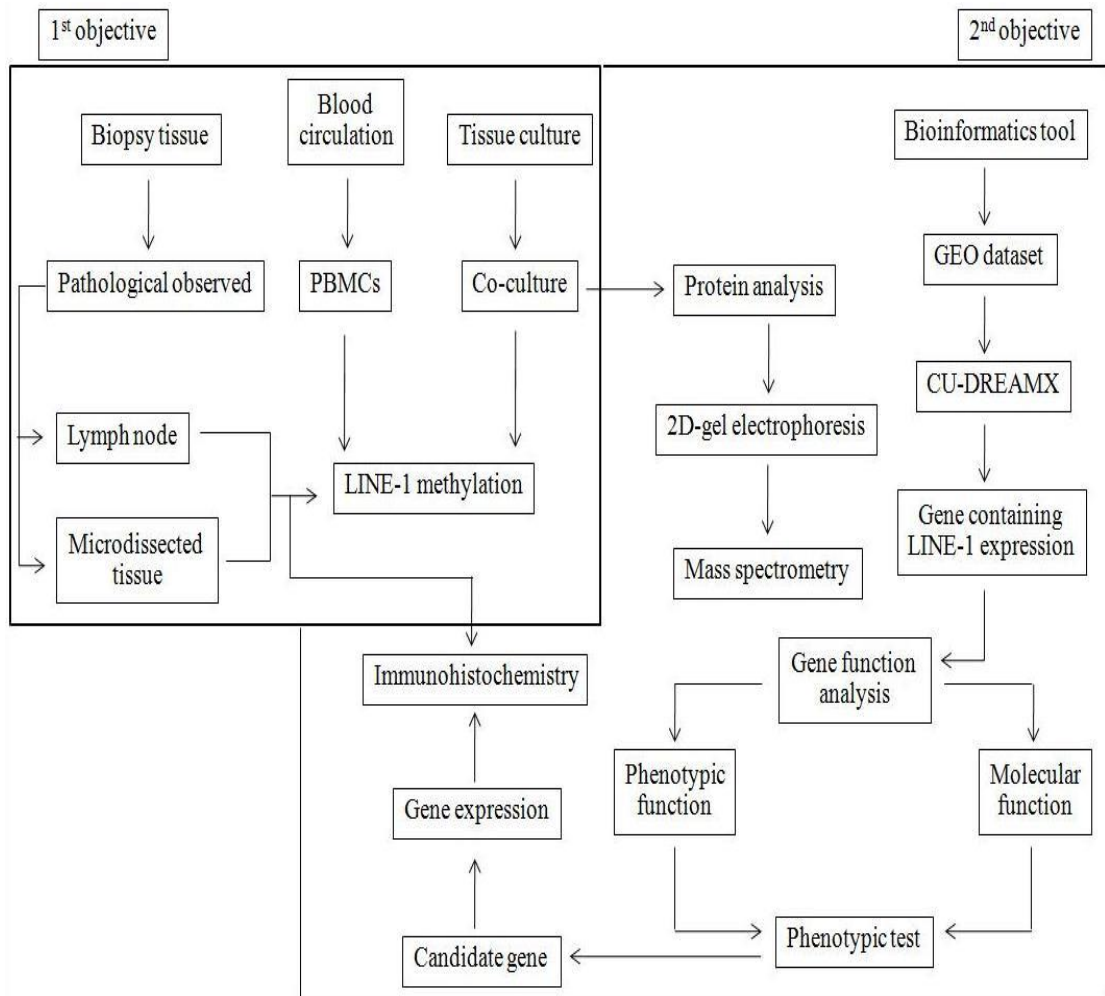 1st objective
2nd objective
Biopsy tissue
Blood
circulation
Tissue culture
Bioinformatics tool
Pathological observed
PBMCs
Co-culture
Protein analysis
GEO dataset
CU-DREAMX
Lymph node
2D-gel electrophoresis
LINE-1 methylation
Gene containing
LINE-1 expression
Microdissected
tissue
Mass spectrometry
Immunohistochemistry
Gene function
analysis
Phenotypic
function
Molecular
function
Gene expression
Candidate gene
Phenotypic test